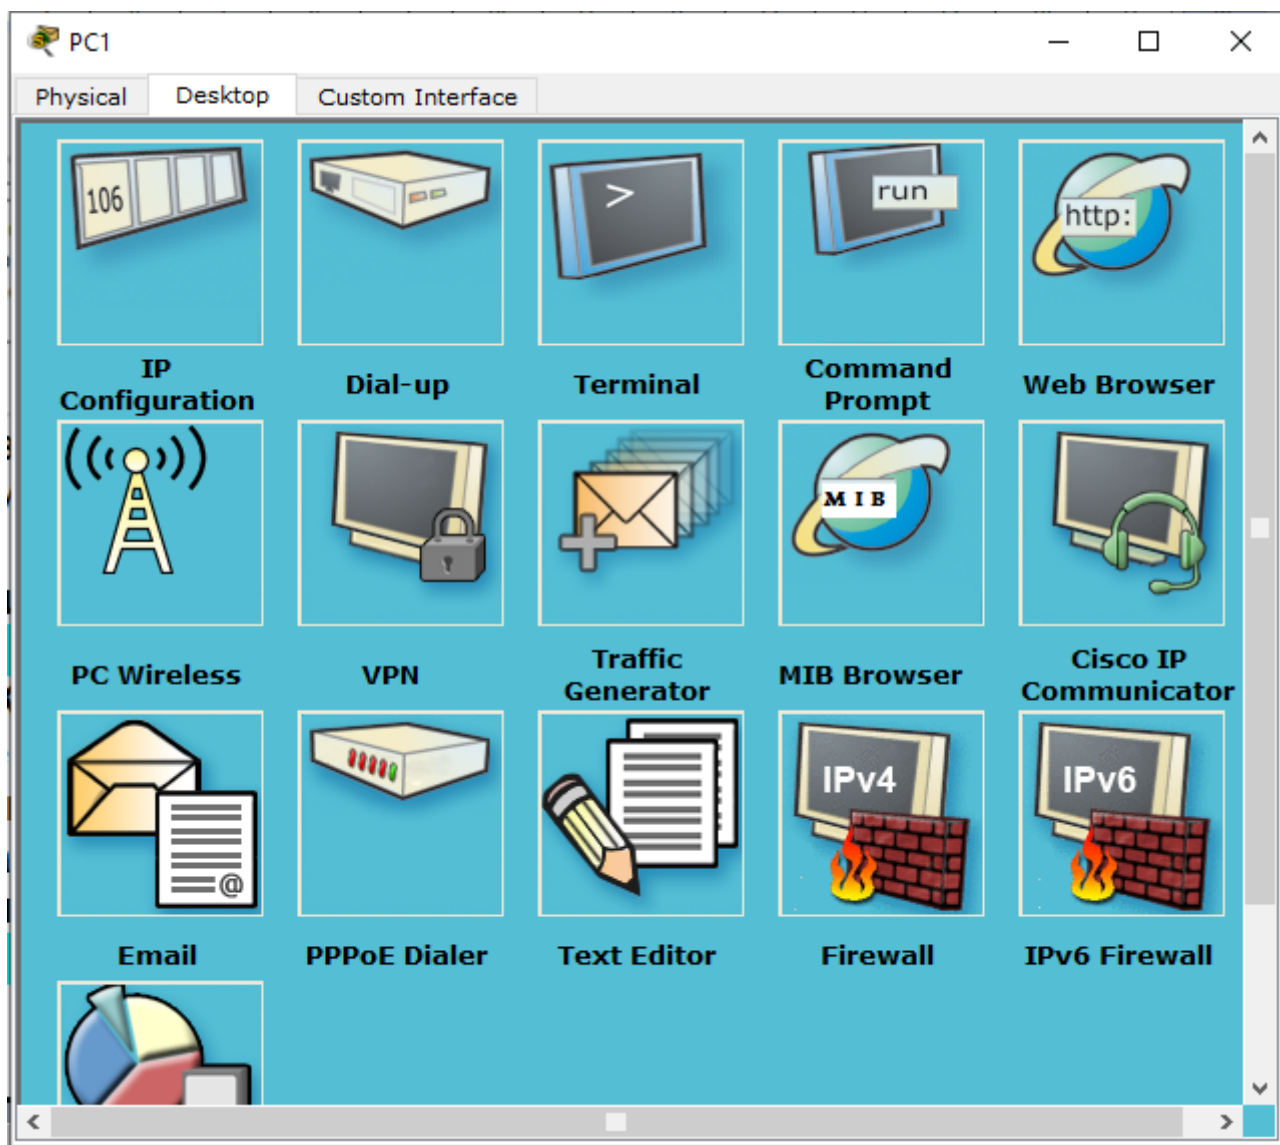 PC1
Physical
Desktop
Custom Interface
106
>
run
http:
IP
Configuration
Dial-up
Terminal
Command
Prompt
Web Browser
MIB
PC Wireless
VPN
Traffic
Generator
MIB Browser
Cisco IP
Communicator
@
IPv4
IPv6
Email
PPPoE Dialer
Text Editor
Firewall
IPv6 Firewall